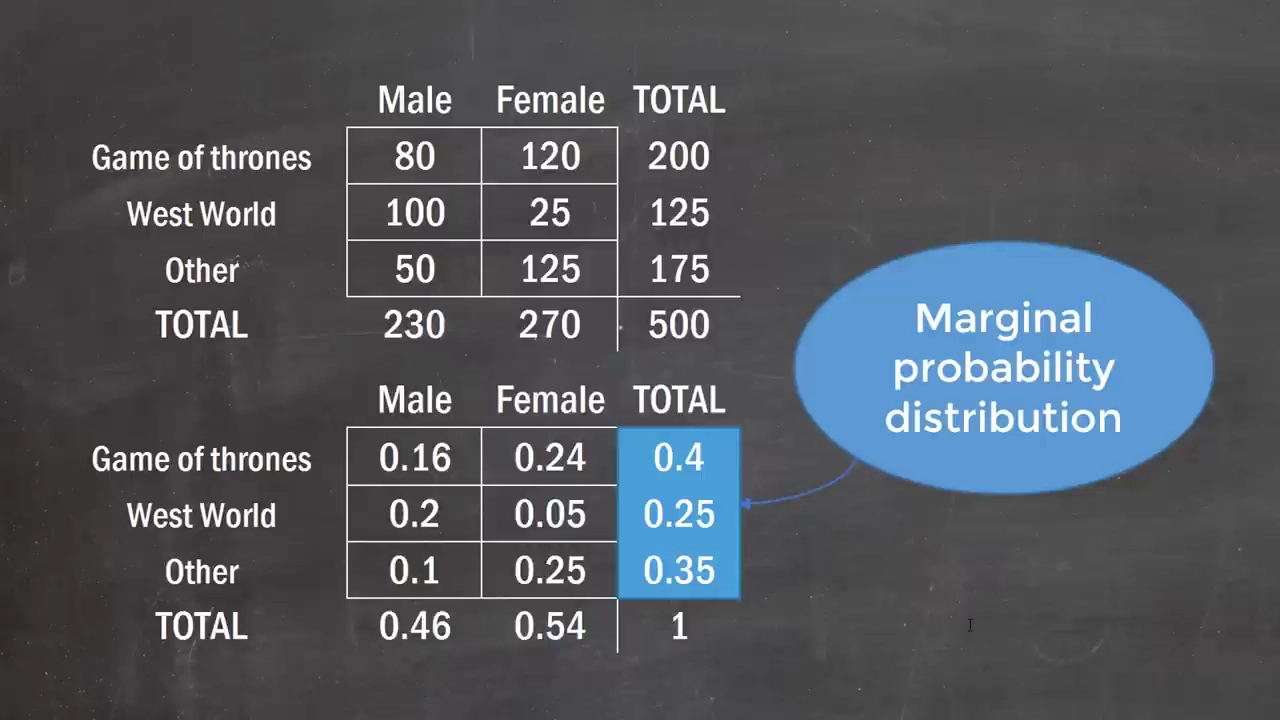 Male Female TOTAL
Game of thrones 80 120 200
West World 100 25 125
Other 50 125 175
TOTAL 230 270 500
Male Female TOTAL
Game of thrones 0.16 0.24 0.4
West World 0.2 0.05 0.25
Other 0.1 0.25 0.35
TOTAL 0.46 0.54 1
Marginal
probability
distribution